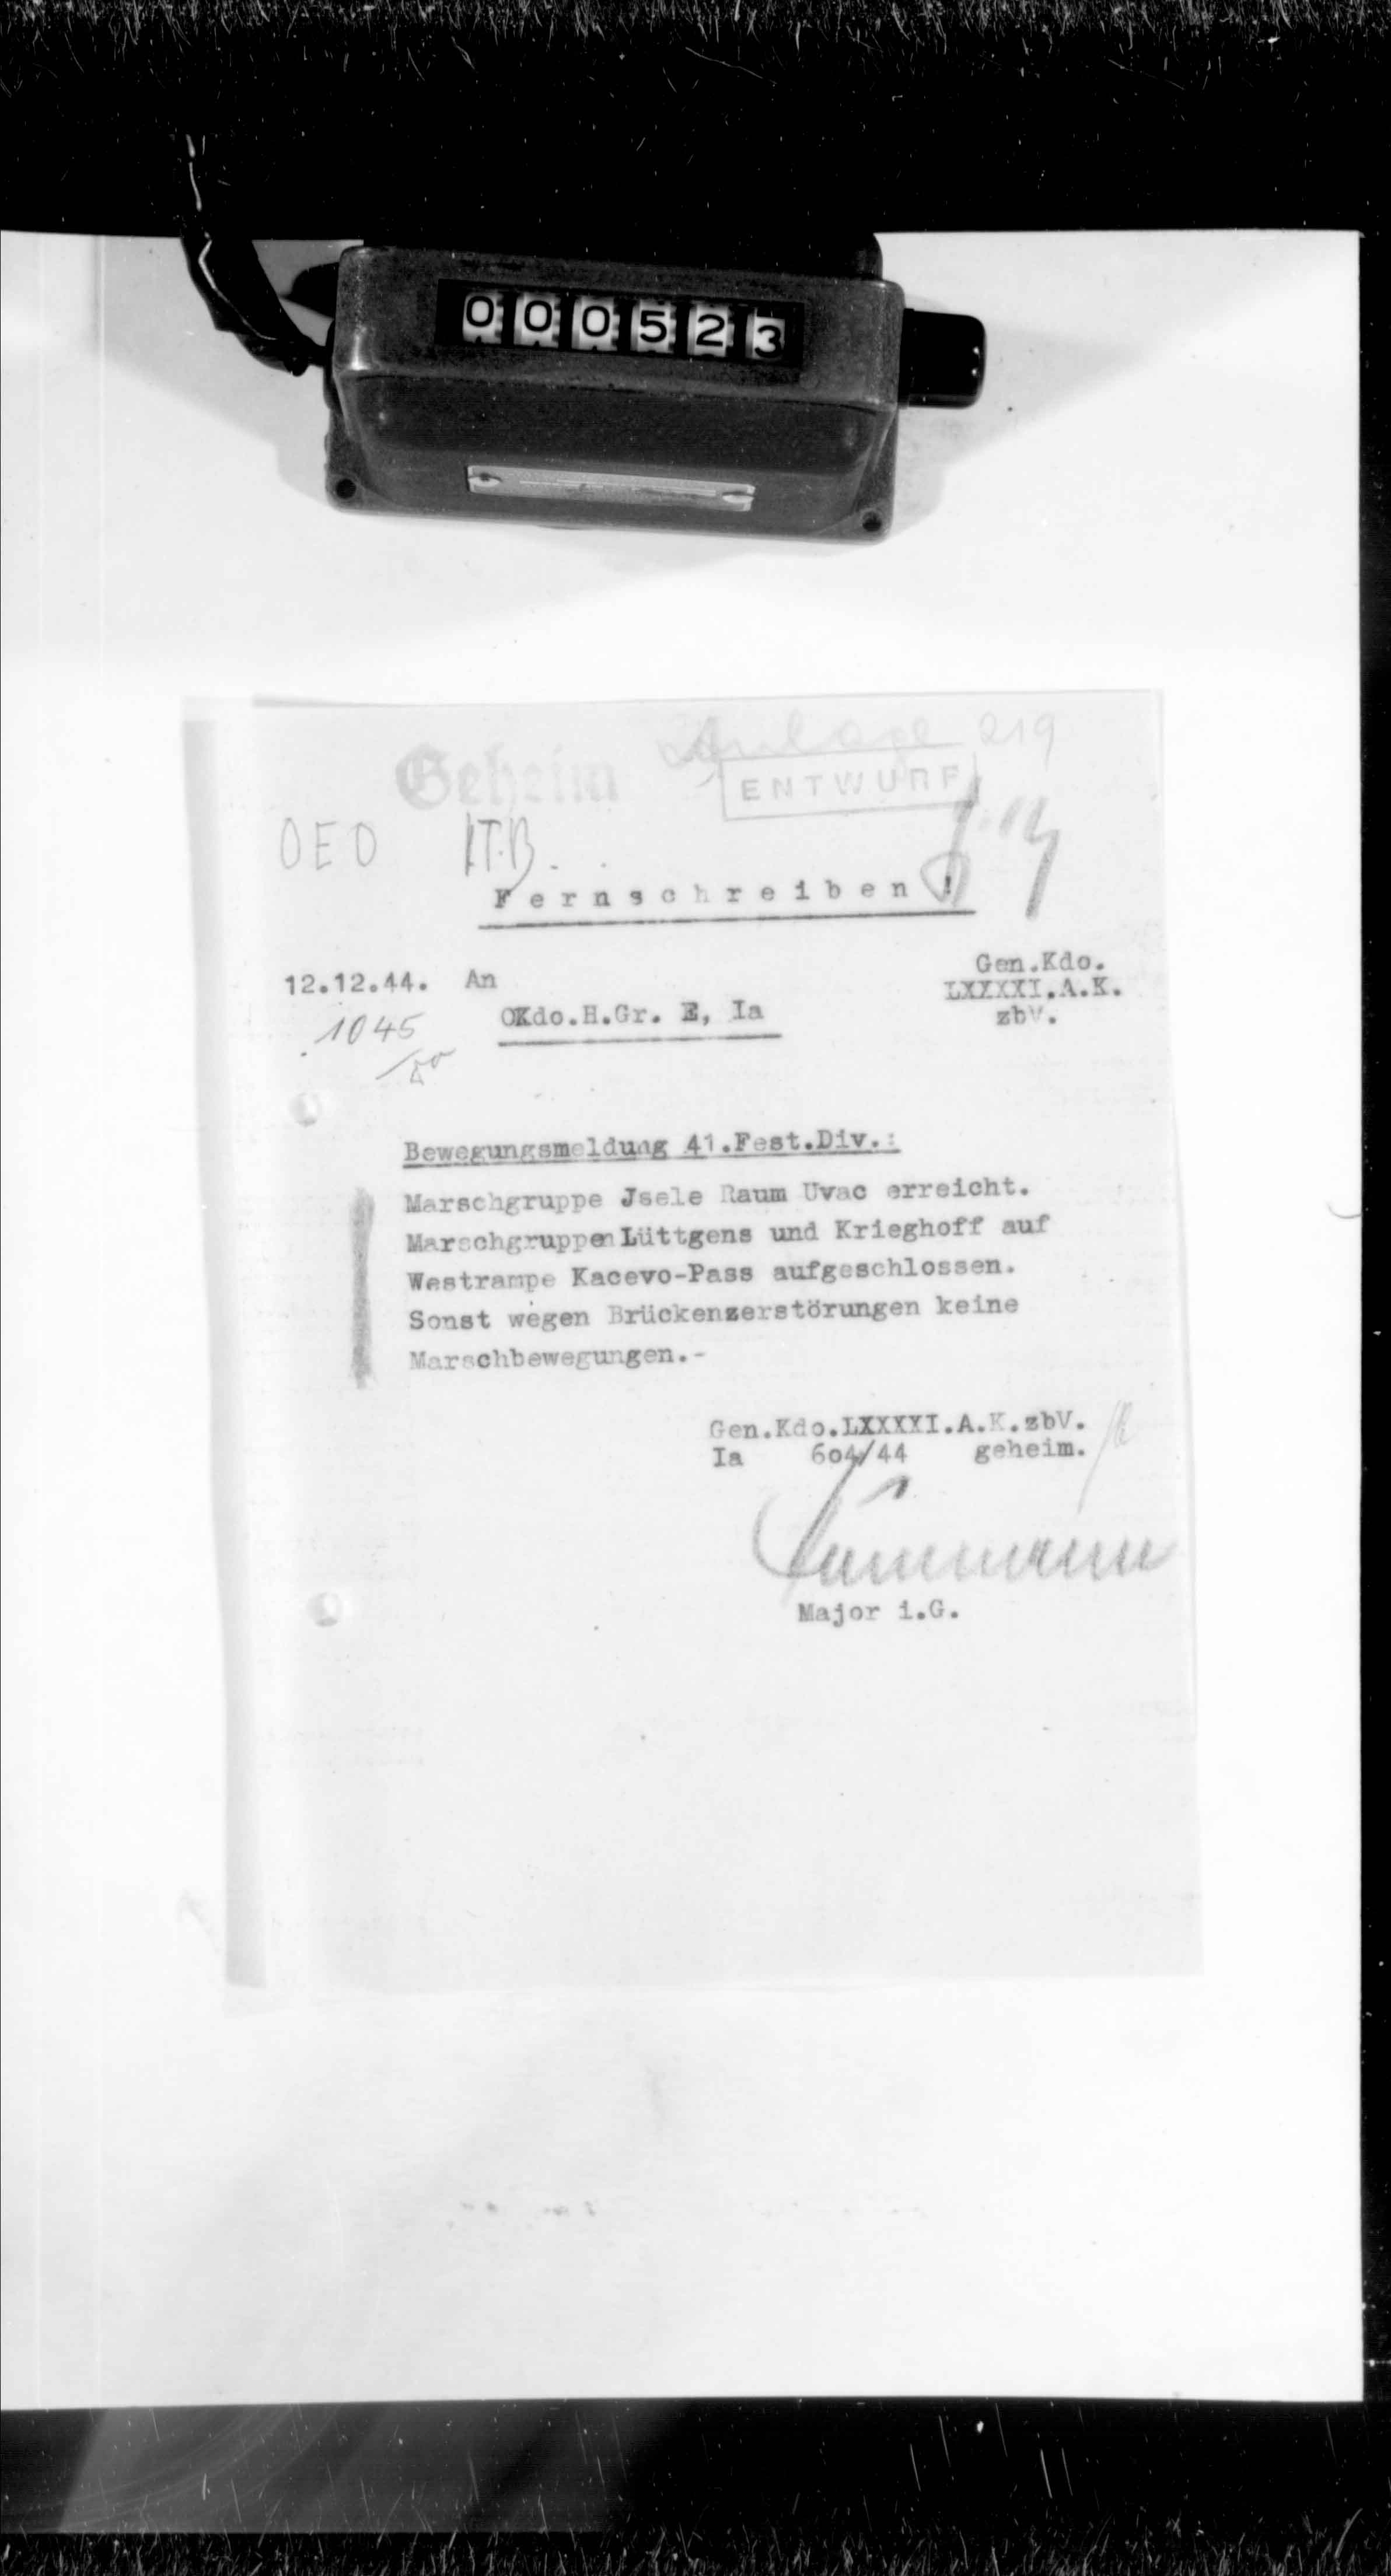 000523
Anlage 219
Geheim
ENTWURF
OEO
Fernschreiben!
12.12.44. An
Gen.Kdo.
LXXXXI.A.K.
zbV.
OKdo.H.Gr. E, Ia
1045
Bewegungsmeldung 41.Fest.Div.:
Marschgruppe Jsele Raum Uvac erreicht.
Marschgruppen Lüttgens und Krieghoff auf
Westrampe Kacevo-Pass aufgeschlossen.
Sonst wegen Brückenzerstörungen keine
Marschbewegungen.-
Gen.Kdo.LXXXXI.A.K.zbV.
Ia 604/44 geheim.
Major i.G.